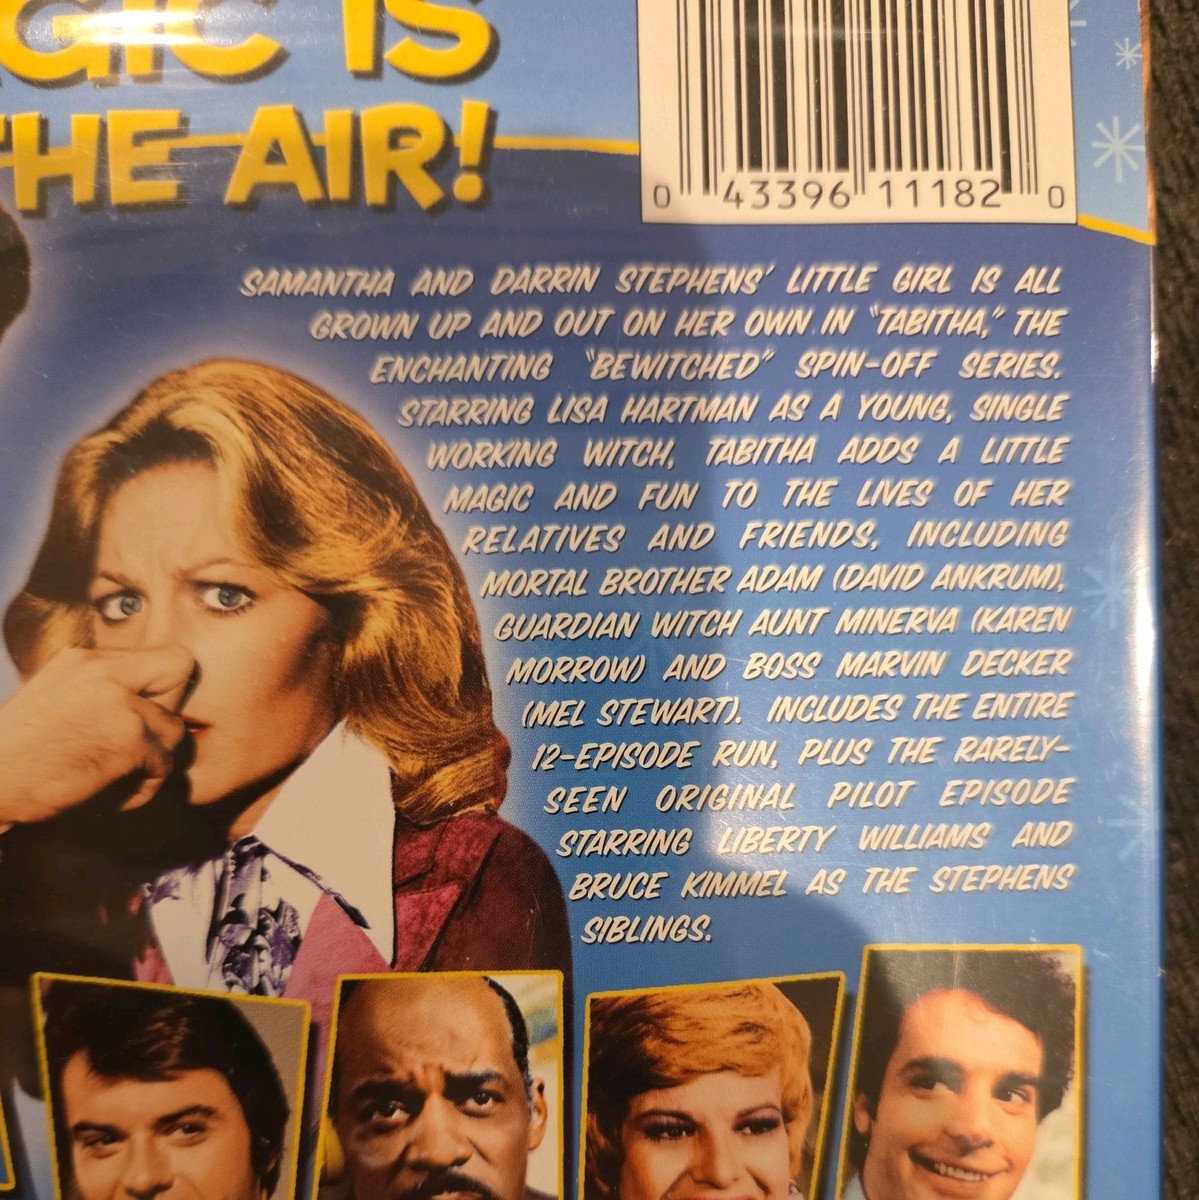 GIC IS
THE AIR!
0 43396 11182 0
SAMANTHA AND DARRIN STEPHENS' LITTLE GIRL IS ALL
GROWN UP AND OUT ON HER OWN IN "TABITHA," THE
ENCHANTING "BEWITCHED" SPIN-OFF SERIES.
STARRING LISA HARTMAN AS A YOUNG, SINGLE
WORKING WITCH, TABITHA ADDS A LITTLE
MAGIC AND FUN TO THE LIVES OF HER
RELATIVES AND FRIENDS, INCLUDING
MORTAL BROTHER ADAM (DAVID ANKRUM),
GUARDIAN WITCH AUNT MINERVA (KAREN
MORROW) AND BOSS MARVIN DECKER
(MEL STEWART). INCLUDES THE ENTIRE
12-EPISODE RUN, PLUS THE RARELY-
SEEN ORIGINAL PILOT EPISODE
STARRING LIBERTY WILLIAMS AND
BRUCE KIMMEL AS THE STEPHENS
SIBLINGS.